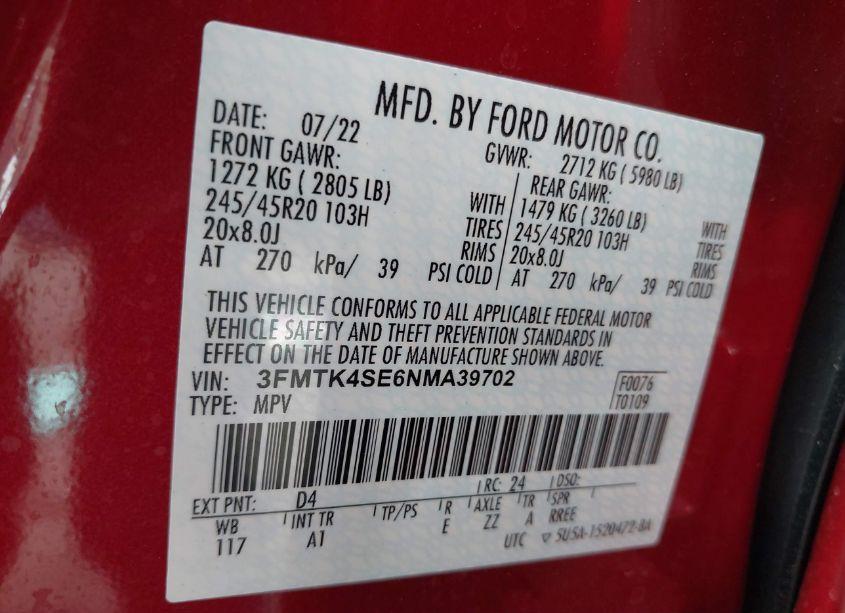 MFD. BY FORD MOTOR CO.
DATE: 07/22 GVWR: 2712 KG ( 5980 LB)
FRONT GAWR: REAR GAWR:
1272 KG ( 2805 LB) WITH 1479 KG ( 3260 LB) WITH
245/45R20 103H TIRES 245/45R20 103H TIRES
20x8.0J RIMS 20x8.0J RIMS
AT 270 kPa/ 39 PSI COLD AT 270 kPa/ 39 PSI COLD
THIS VEHICLE CONFORMS TO ALL APPLICABLE FEDERAL MOTOR
VEHICLE SAFETY AND THEFT PREVENTION STANDARDS IN
EFFECT ON THE DATE OF MANUFACTURE SHOWN ABOVE.
VIN: 3FMTK4SE6NMA39702 F0076
TYPE: MPV T0109
EXT PNT: D4 RC: 24 DSO:
WB INT TR TP/PS R AXLE TR SPR
117 A1 E ZZ A RREE
UTC 5U5A-1520472-BA